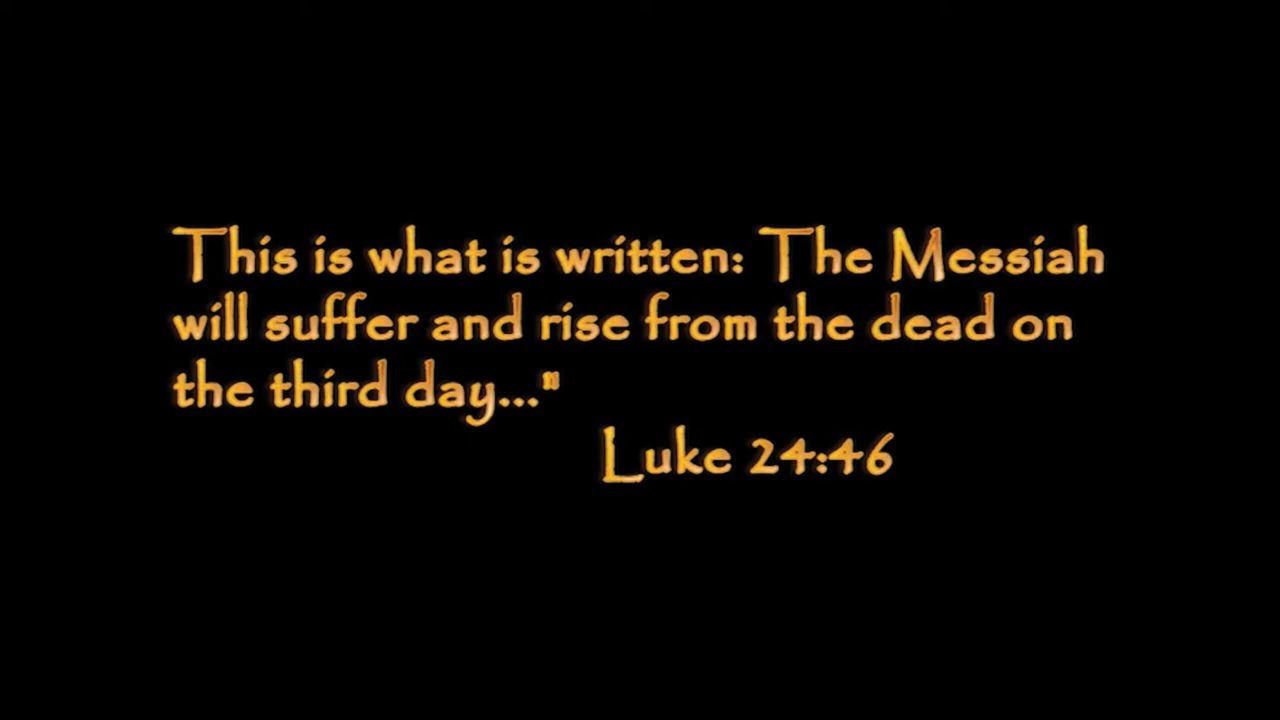 This is what is written: The Messiah
will suffer and rise from the dead on
the third day..."
Luke 24:46